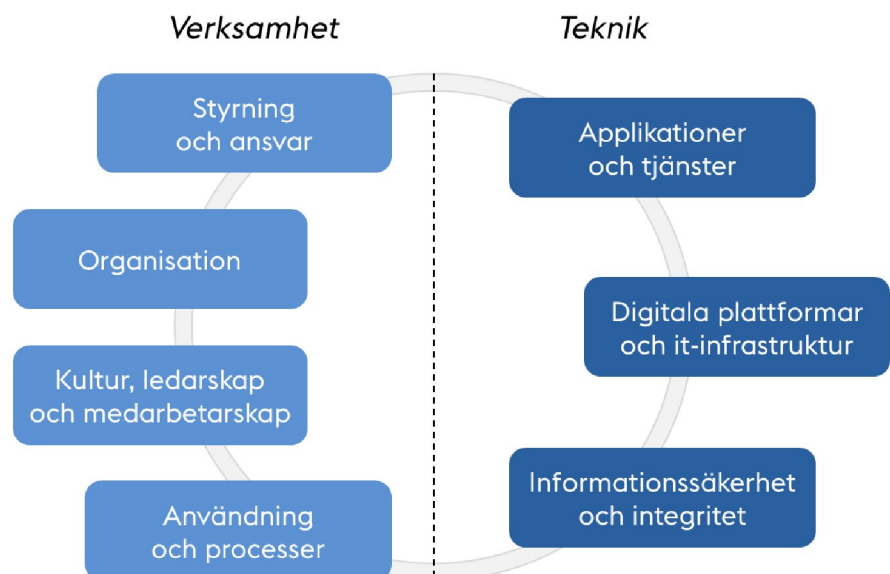 Verksamhet
Styrning
och ansvar
Organisation
Kultur, ledarskap
och medarbetarskap
Användning
och processer
Teknik
Applikationer
och tjänster
Digitala plattformar
och it-infrastruktur
Informationssäkerhet
och integritet